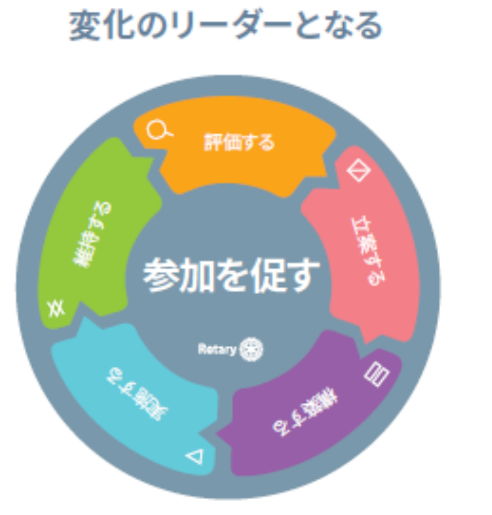 変化のリーダーとなる
評価する
立案する
構築する
実施する
維持する
参加を促す
Rotary